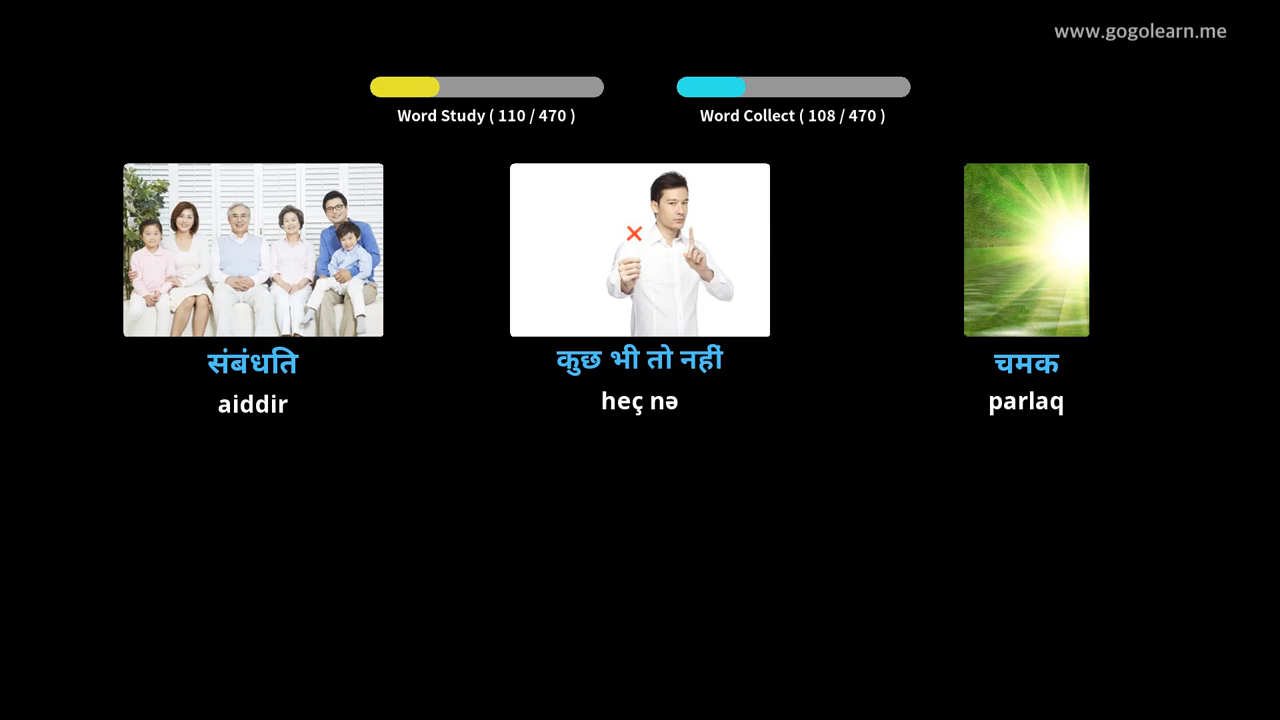 www.gogolearn.me
Word Study ( 110 / 470 )
Word Collect ( 108 / 470 )
संबंधति
aiddir
कुछ भी तो नहीं
heç nə
चमक
parlaq